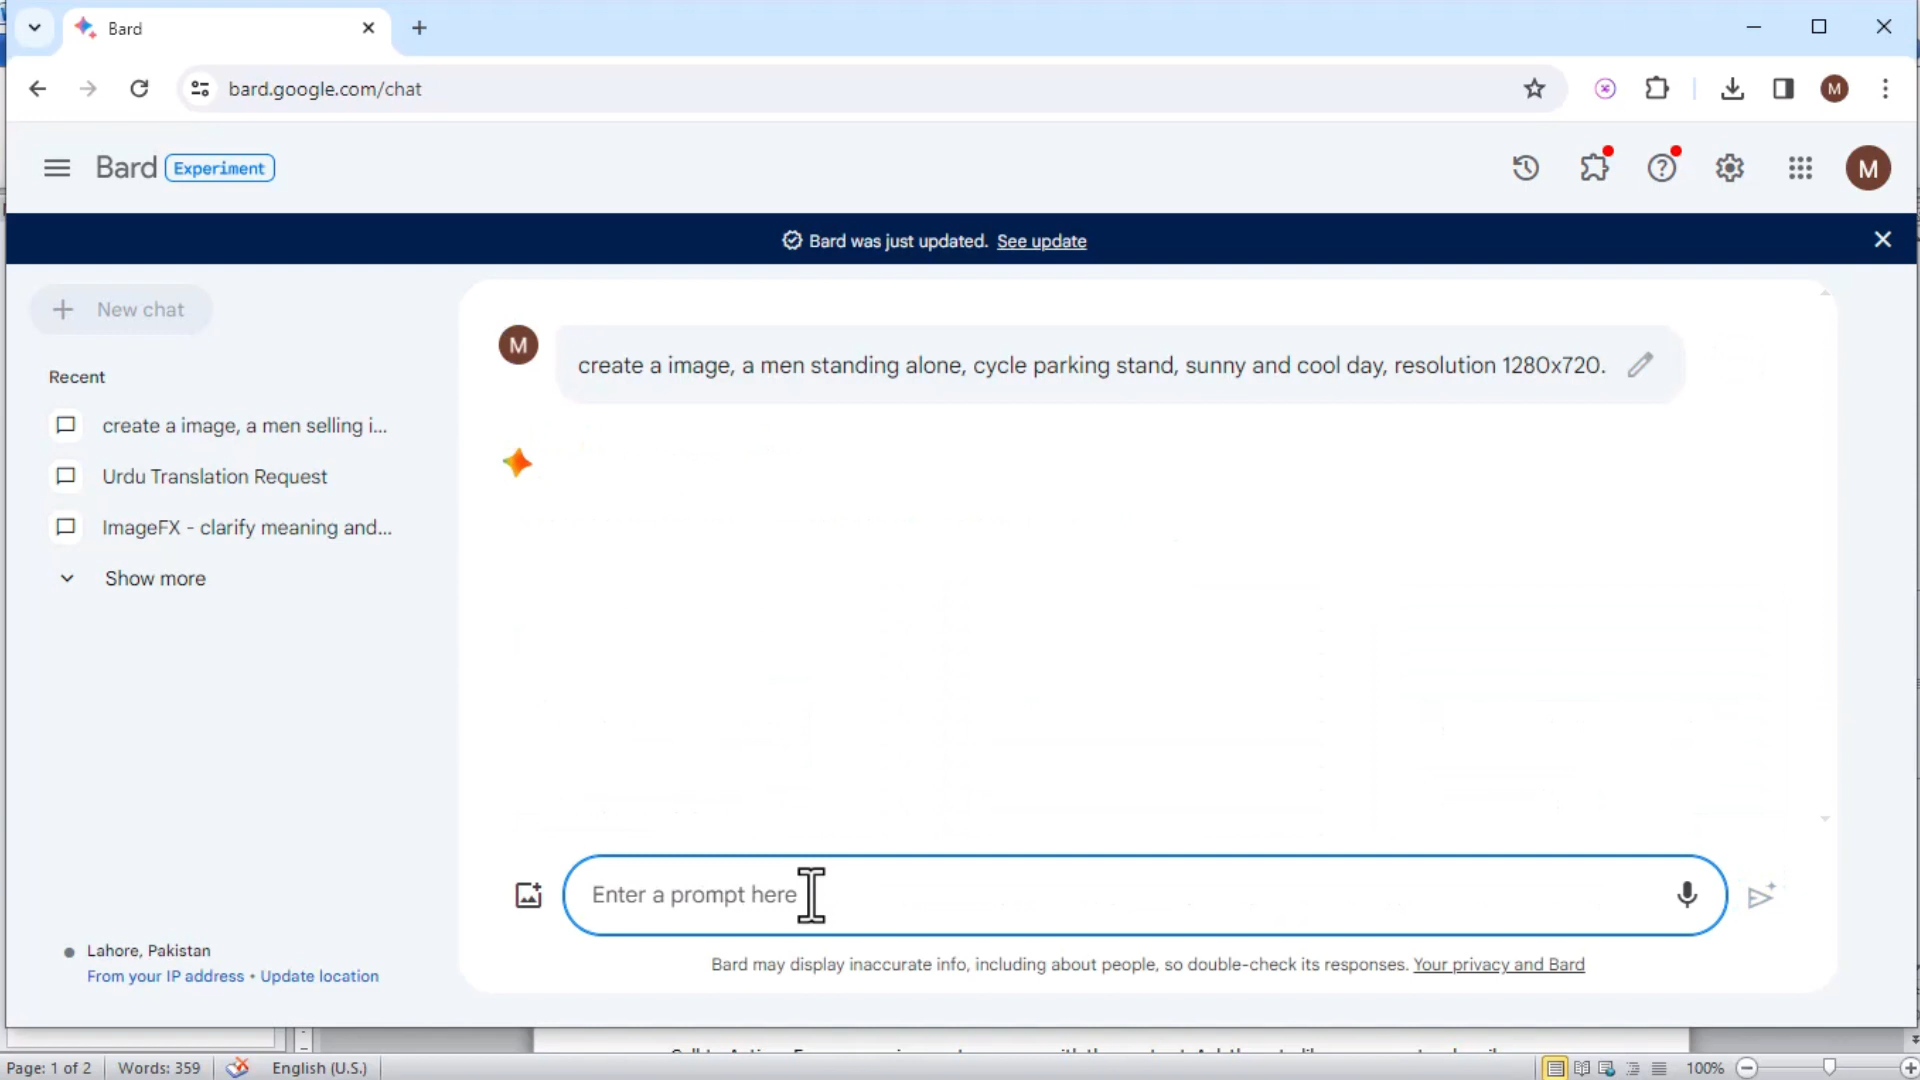 Bard
bard.google.com/chat
M
Bard Experiment
M
Bard was just updated. See update
New chat
Recent
create a image, a men selling i...
Urdu Translation Request
ImageFX - clarify meaning and...
Show more
M
create a image, a men standing alone, cycle parking stand, sunny and cool day, resolution 1280x720.
Enter a prompt here
Bard may display inaccurate info, including about people, so double-check its responses. Your privacy and Bard
Lahore, Pakistan
From your IP address • Update location
Page: 1 of 2
Words: 359
English (U.S.)
100%